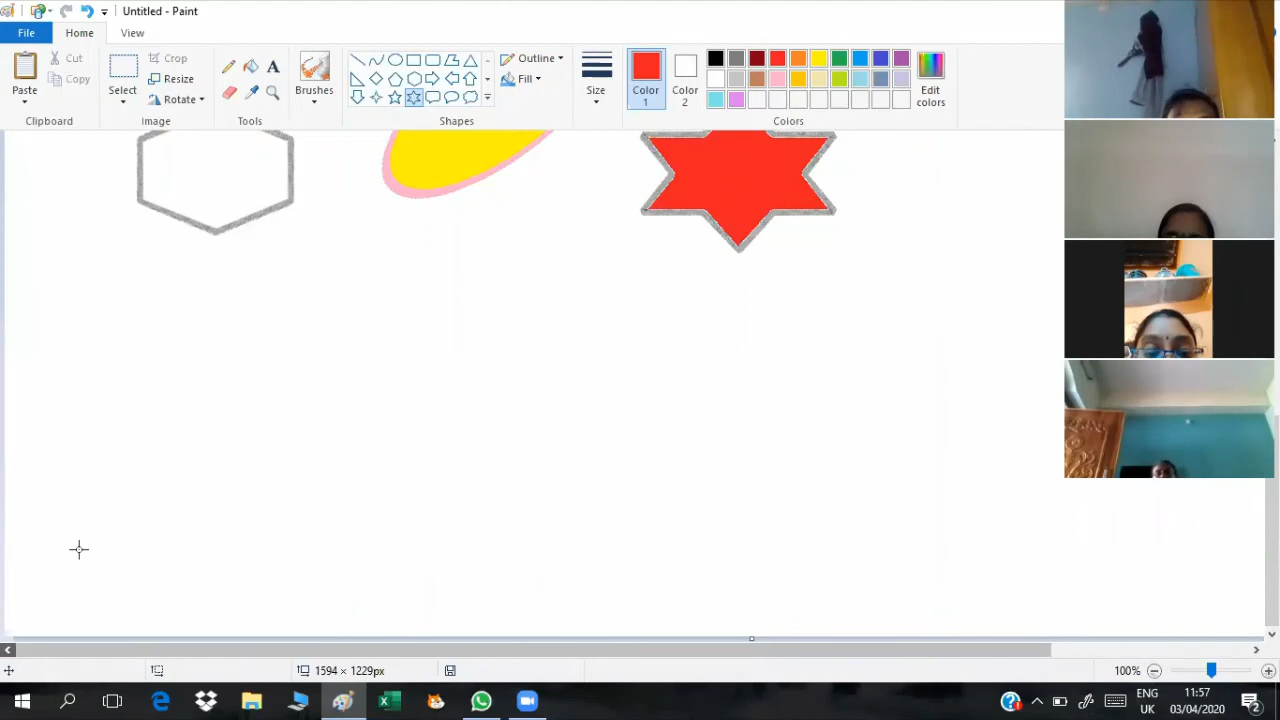 Untitled - Paint
File Home View
Paste
Cut
Copy
Clipboard
Select
Crop
Resize
Rotate
Image
Tools
Brushes
Shapes
Outline
Fill
Size
Color 1
Color 2
Edit colors
Colors
1594 × 1229px
100%
ENG
UK
11:57
03/04/2020
2